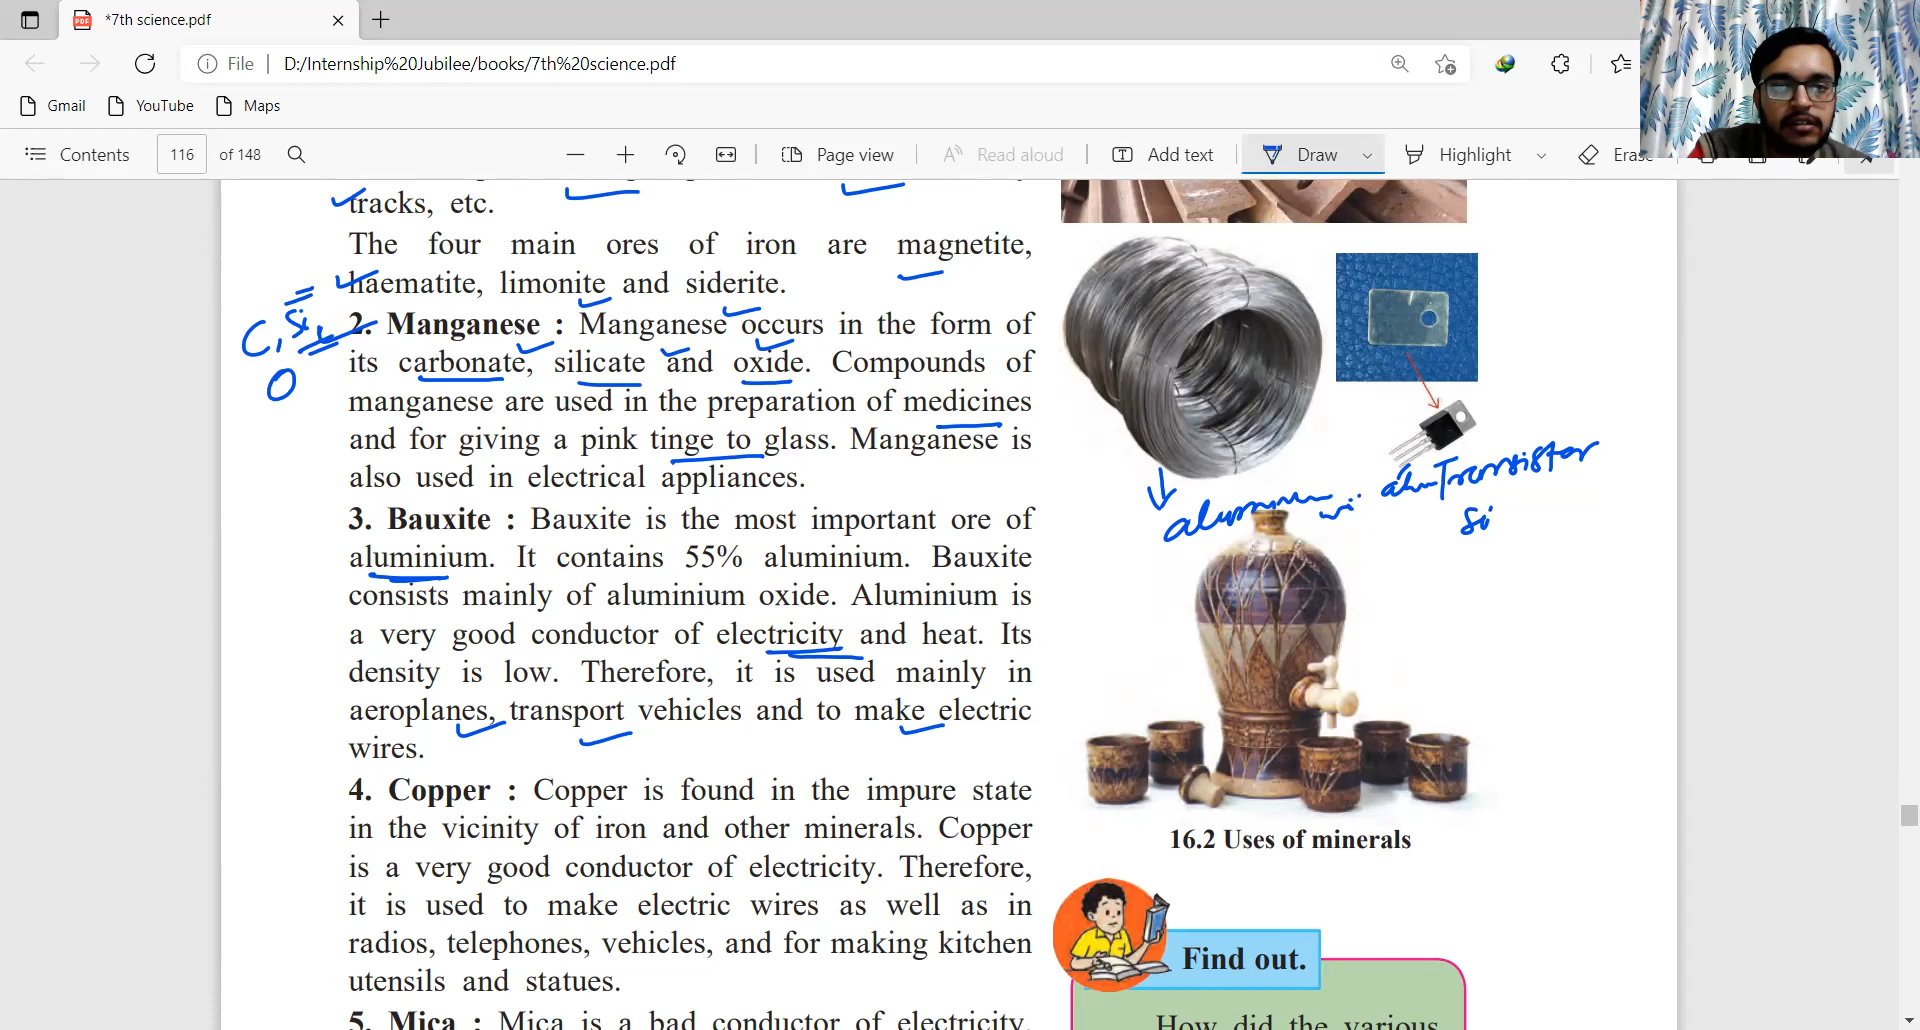 *7th science.pdf
File
D:/Internship%20Jubilee/books/7th%20science.pdf
Gmail
YouTube
Maps
Contents
116
of 148
Page view
Read aloud
Add text
Draw
Highlight
tracks, etc.
The four main ores of iron are magnetite,
haematite, limonite and siderite.
C, Si,
O
2. Manganese : Manganese occurs in the form of
its carbonate, silicate and oxide. Compounds of
manganese are used in the preparation of medicines
and for giving a pink tinge to glass. Manganese is
also used in electrical appliances.
3. Bauxite : Bauxite is the most important ore of
aluminium. It contains 55% aluminium. Bauxite
consists mainly of aluminium oxide. Aluminium is
a very good conductor of electricity and heat. Its
density is low. Therefore, it is used mainly in
aeroplanes, transport vehicles and to make electric
wires.
4. Copper : Copper is found in the impure state
in the vicinity of iron and other minerals. Copper
is a very good conductor of electricity. Therefore,
it is used to make electric wires as well as in
radios, telephones, vehicles, and for making kitchen
utensils and statues.
5. Mica : Mica is a bad conductor of electricity.
Transistor
Si
16.2 Uses of minerals
Find out.
How did the various